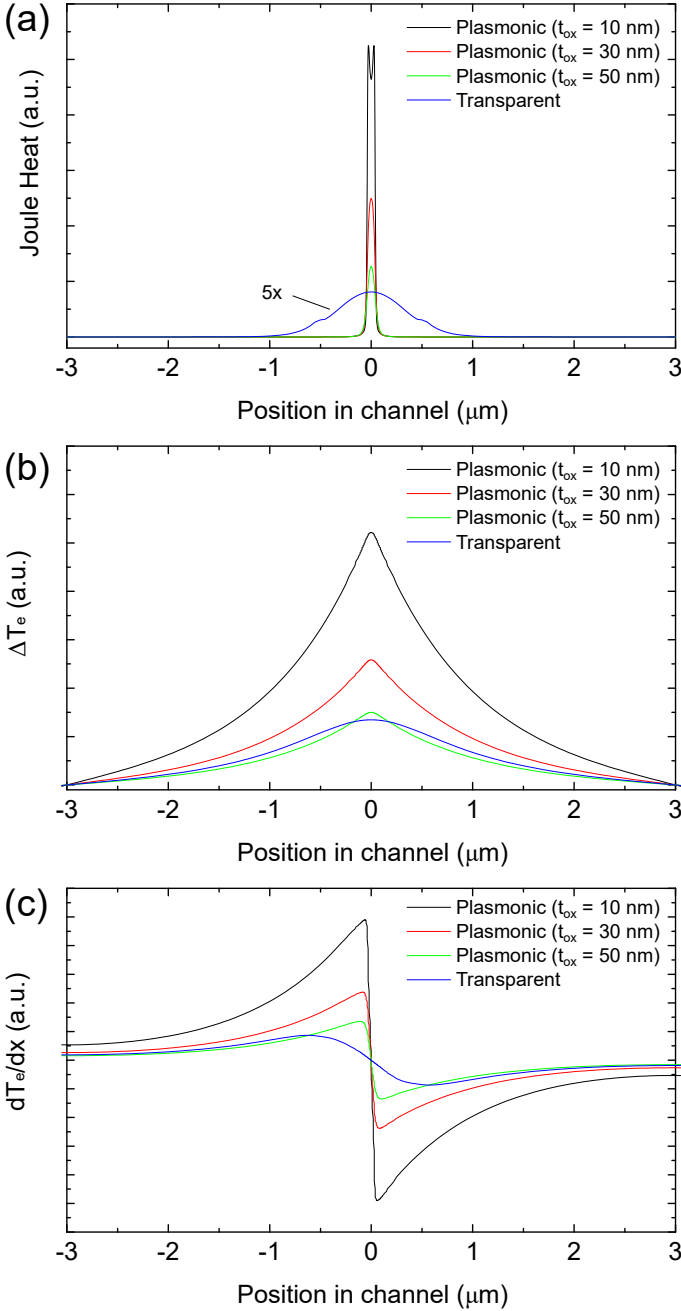 (a)
Plasmonic (tox = 10 nm)
Plasmonic (tox = 30 nm)
Plasmonic (tox = 50 nm)
Transparent
Joule Heat (a.u.)
5x
-3 -2 -1 0 1 2 3
Position in channel (μm)
(b)
Plasmonic (tox = 10 nm)
Plasmonic (tox = 30 nm)
Plasmonic (tox = 50 nm)
Transparent
ΔTe (a.u.)
-3 -2 -1 0 1 2 3
Position in channel (μm)
(c)
Plasmonic (tox = 10 nm)
Plasmonic (tox = 30 nm)
Plasmonic (tox = 50 nm)
Transparent
dTe/dx (a.u.)
-3 -2 -1 0 1 2 3
Position in channel (μm)